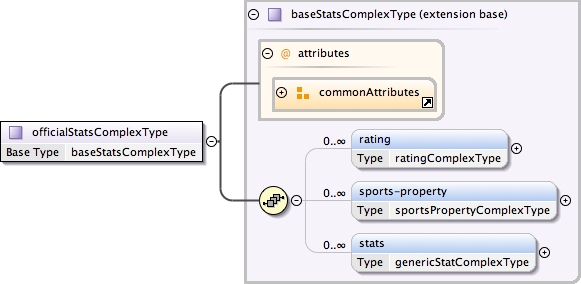 baseStatsComplexType (extension base)
@ attributes
commonAttributes
officialStatsComplexType
Base Type baseStatsComplexType
0..∞ rating
Type ratingComplexType
0..∞ sports-property
Type sportsPropertyComplexType
0..∞ stats
Type genericStatComplexType